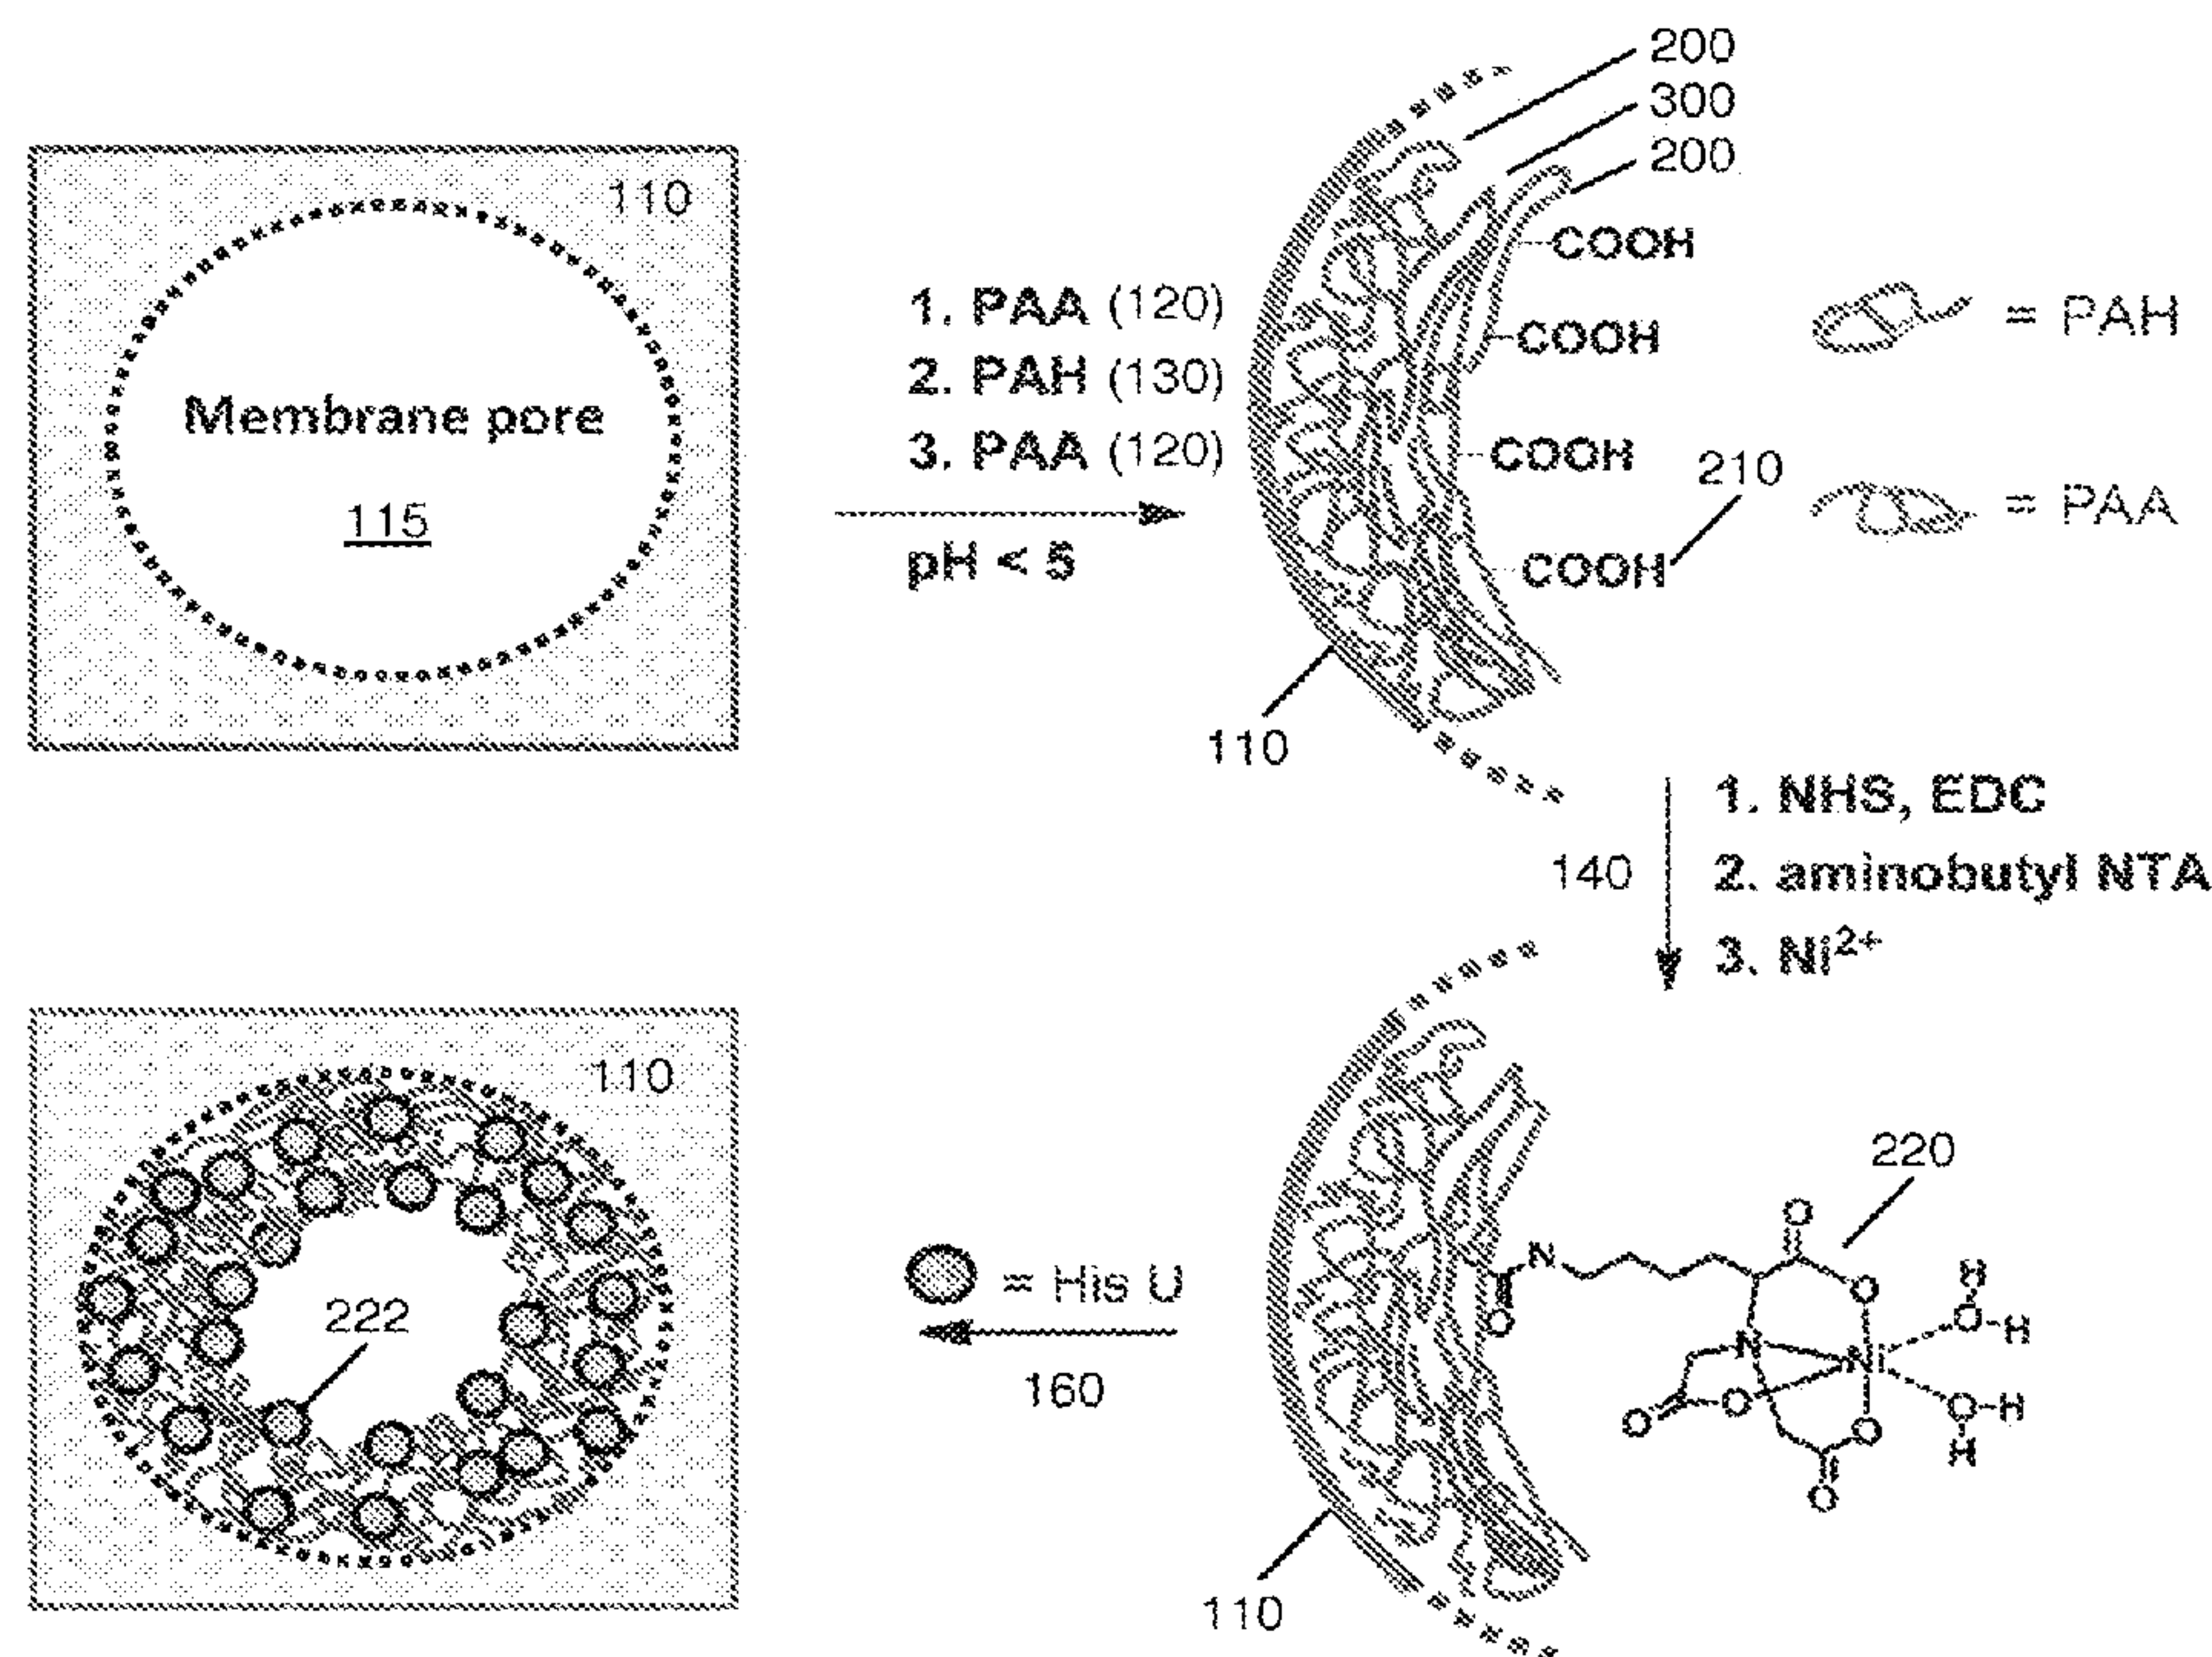 110
Membrane pore
115
1. PAA (120)
2. PAH (130)
3. PAA (120)
pH < 5
200
300
200
COOH
COOH
COOH
COOH
210
110
= PAH
= PAA
140
1. NHS, EDC
2. aminobutyl NTA
3. Ni²⁺
110
222
= His U
160
220
N
O
O
O
N
Ni
O
O
O
O
H
O-H
O-H
H
110